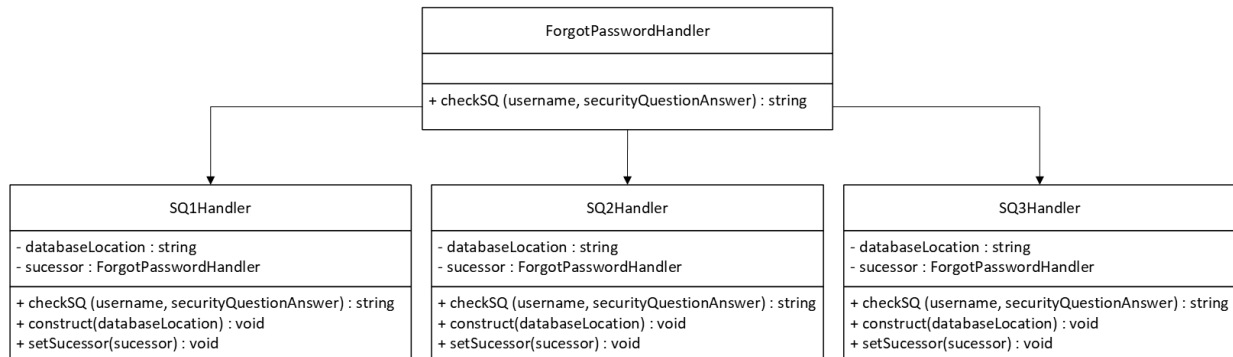 ForgotPasswordHandler
+ checkSQ (username, securityQuestionAnswer) : string
SQ1Handler
- databaseLocation : string
- sucessor : ForgotPasswordHandler
+ checkSQ (username, securityQuestionAnswer) : string
+ construct(databaseLocation) : void
+ setSucessor(sucessor) : void
SQ2Handler
- databaseLocation : string
- sucessor : ForgotPasswordHandler
+ checkSQ (username, securityQuestionAnswer) : string
+ construct(databaseLocation) : void
+ setSucessor(sucessor) : void
SQ3Handler
- databaseLocation : string
- sucessor : ForgotPasswordHandler
+ checkSQ (username, securityQuestionAnswer) : string
+ construct(databaseLocation) : void
+ setSucessor(sucessor) : void